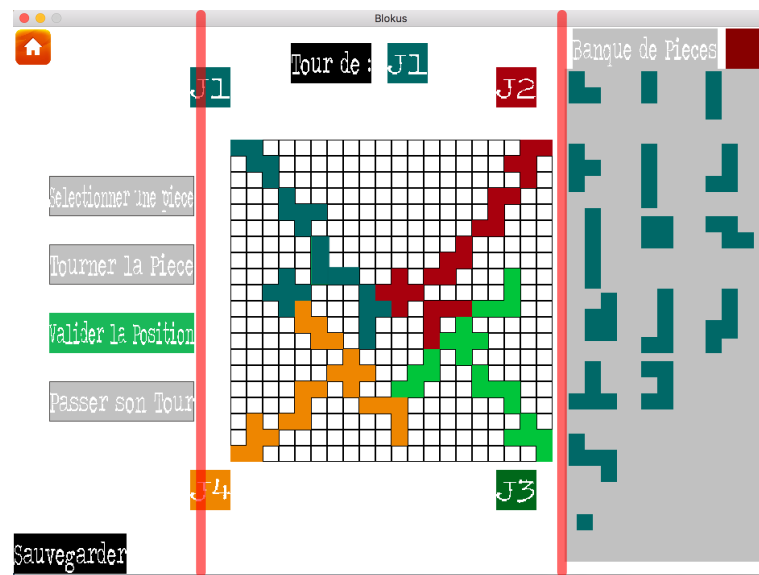 Blokus
Tour de : J1
Banque de Pieces
J1
J2
Selectionner une piece
Tourner la Piece
Valider la Position
Passer son Tour
J4
J3
Sauvegarder